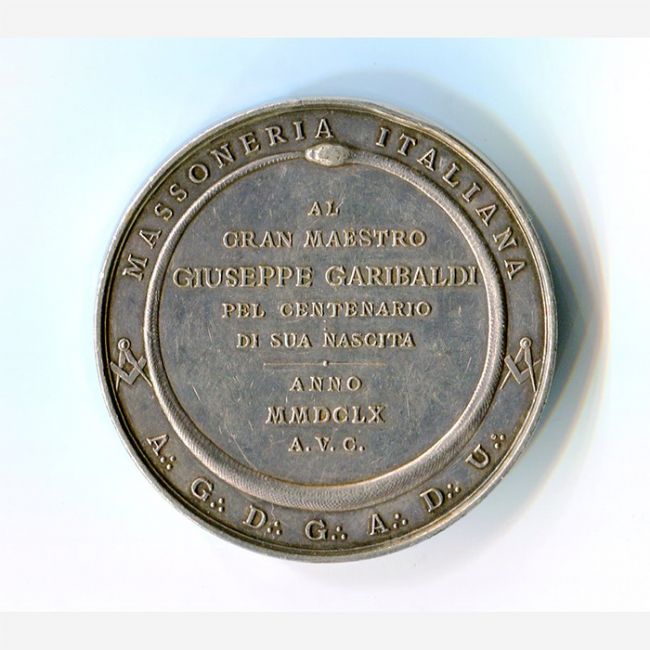 MASSONERIA ITALIANA
AL
GRAN MAESTRO
GIUSEPPE GARIBALDI
PEL CENTENARIO
DI SUA NASCITA
ANNO
MMDCLX
A.V.C.
A∴ G∴ D∴ G∴ A∴ D∴ U∴